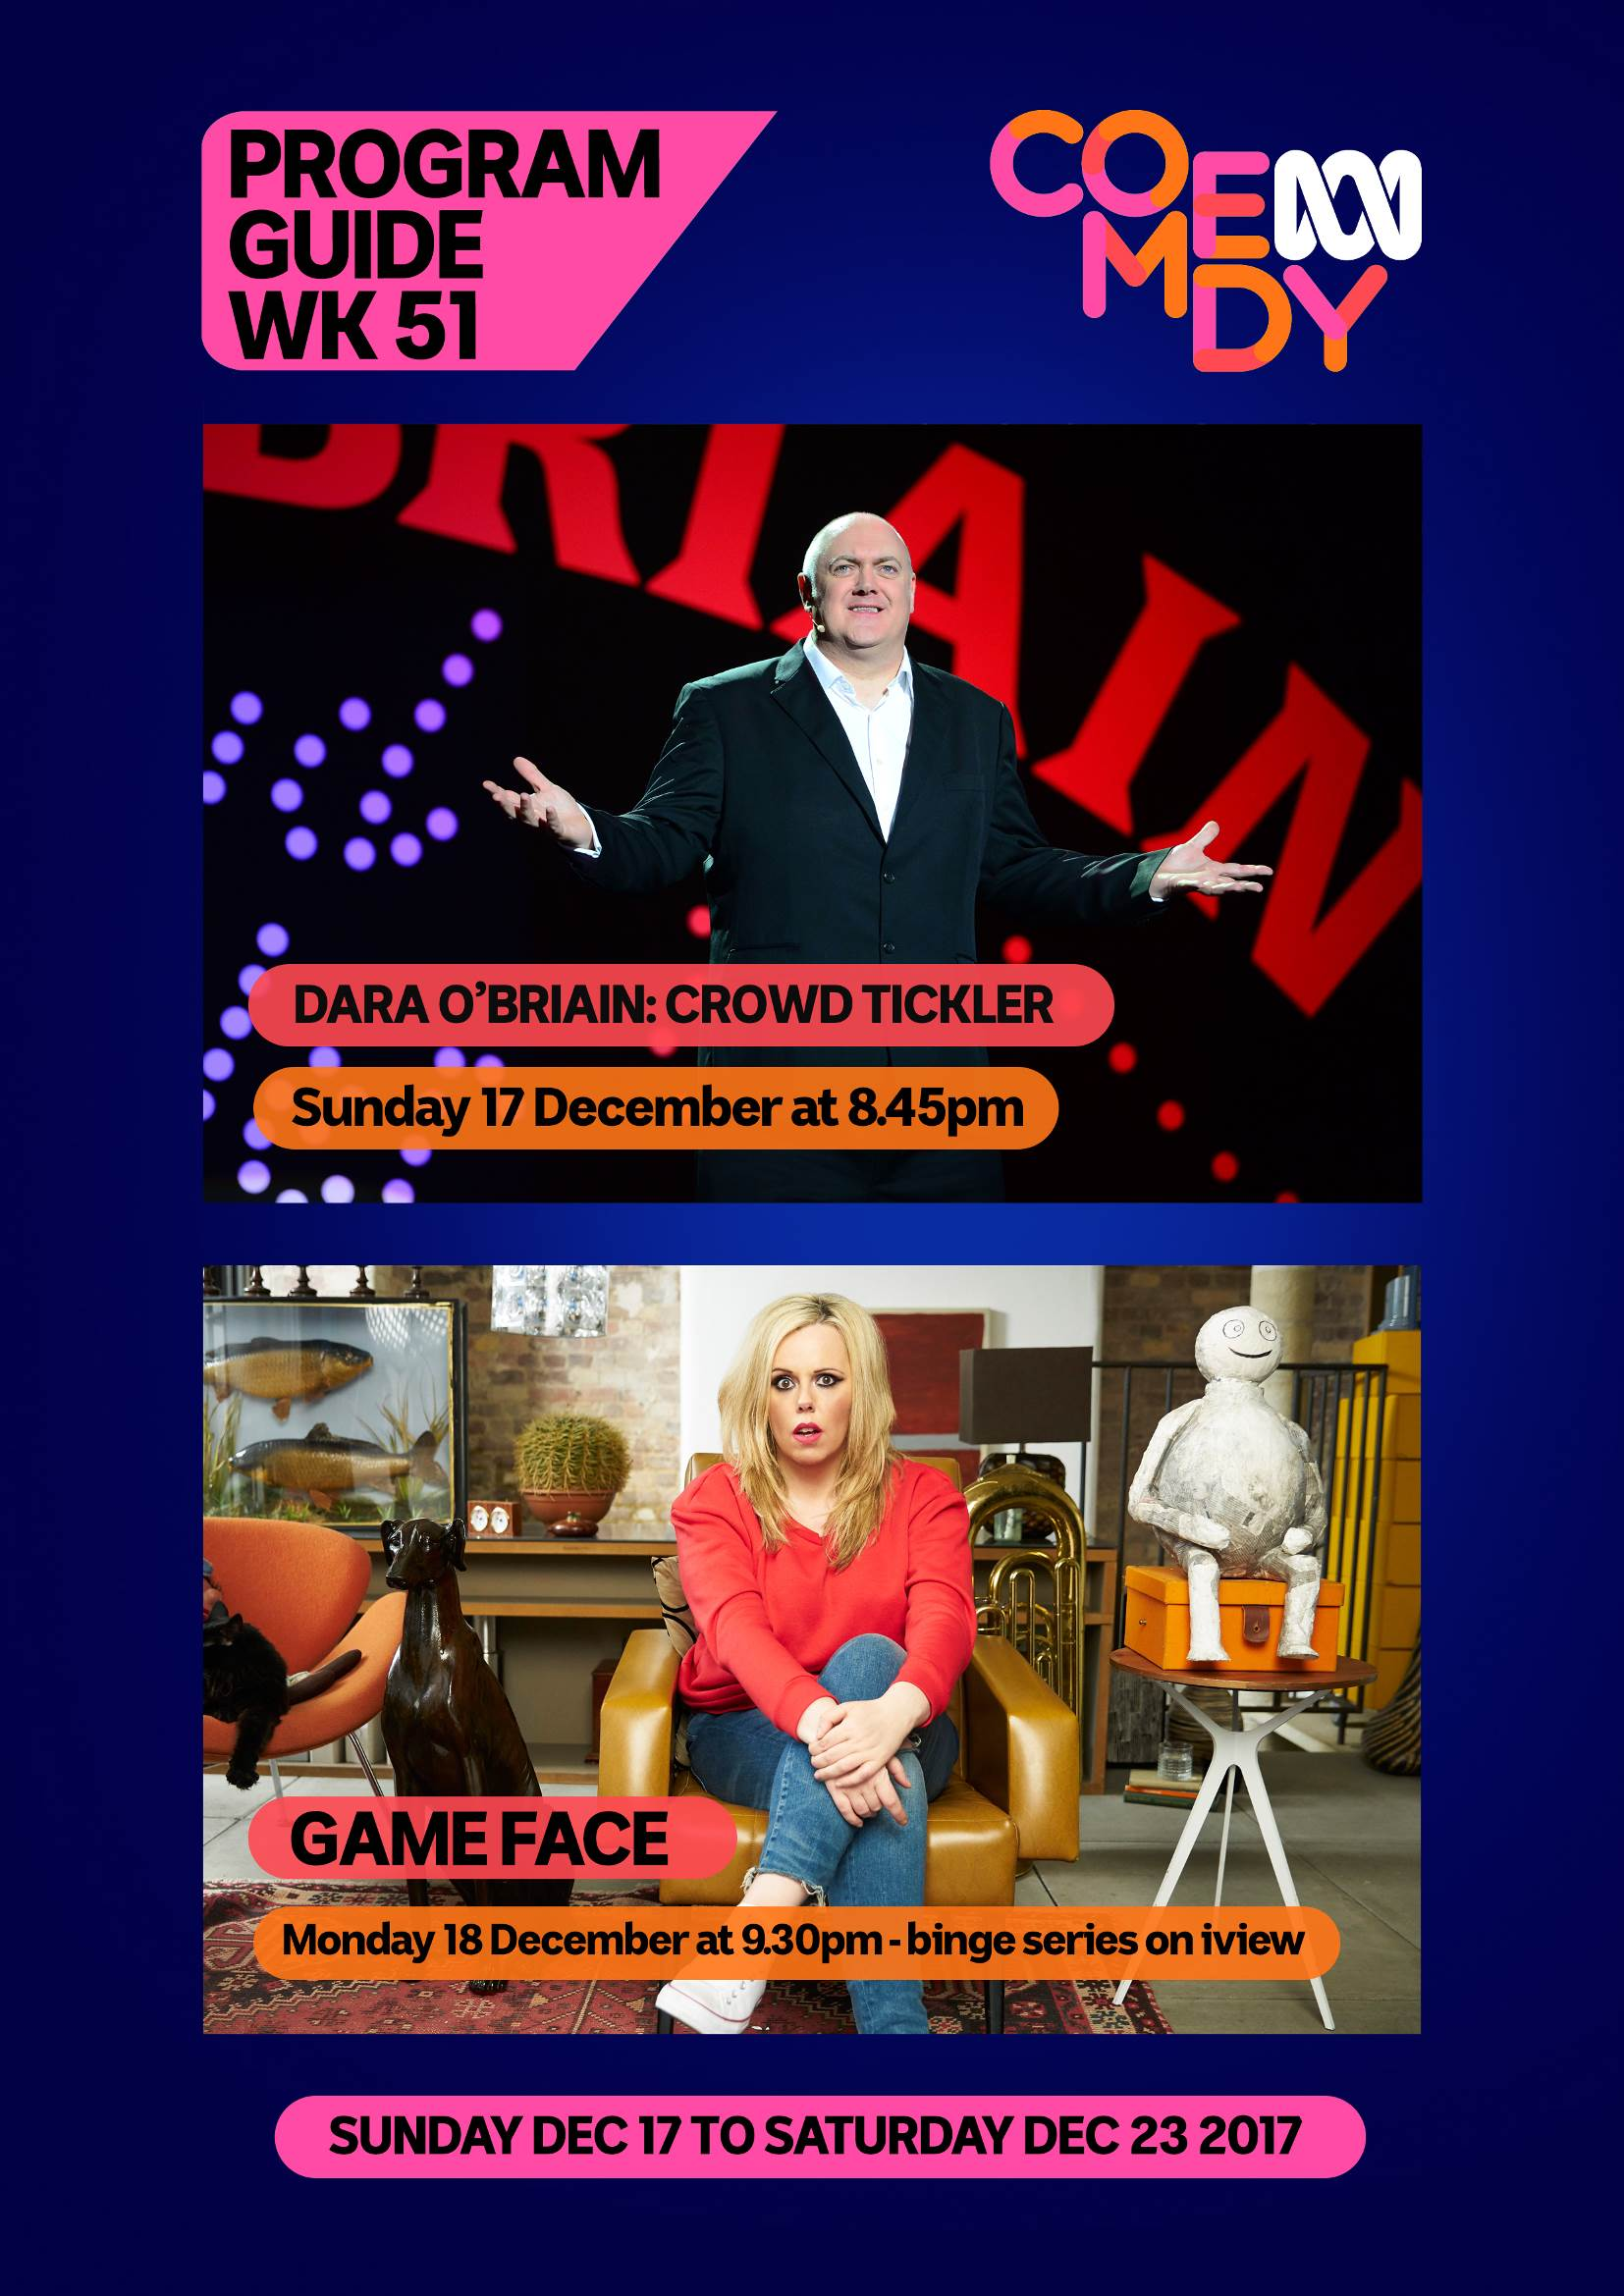 PROGRAM
GUIDE
WK 51
COMEDY
BRIAIN
DARA O’BRIAIN: CROWD TICKLER
Sunday 17 December at 8.45pm
GAME FACE
Monday 18 December at 9.30pm - binge series on iview
SUNDAY DEC 17 TO SATURDAY DEC 23 2017